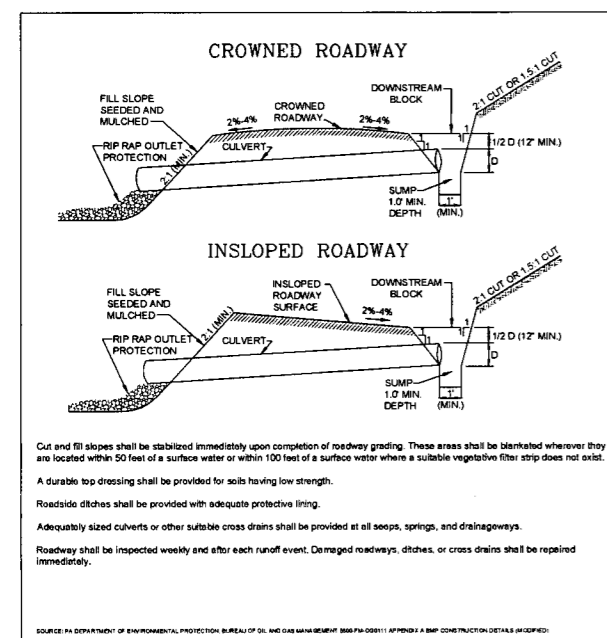 CROWNED ROADWAY
FILL SLOPE
SEEDED AND
MULCHED
RIP RAP OUTLET
PROTECTION
2:1 (MIN.)
CULVERT
2%-4%
CROWNED
ROADWAY
2%-4%
DOWNSTREAM
BLOCK
2:1 CUT OR 1.5:1 CUT
1
1
1/2 D (12" MIN.)
D
SUMP
1.0' MIN.
DEPTH
1'
(MIN.)
INSLOPED ROADWAY
FILL SLOPE
SEEDED AND
MULCHED
RIP RAP OUTLET
PROTECTION
2:1 (MIN.)
CULVERT
INSLOPED
ROADWAY
SURFACE
2%-4%
DOWNSTREAM
BLOCK
2:1 CUT OR 1.5:1 CUT
1
1
1/2 D (12" MIN.)
D
SUMP
1.0' MIN.
DEPTH
1'
(MIN.)
Cut and fill slopes shall be stabilized immediately upon completion of roadway grading. These areas shall be blanketed wherever they
are located within 50 feet of a surface water or within 100 feet of a surface water where a suitable vegetative filter strip does not exist.
A durable top dressing shall be provided for soils having low strength.
Roadside ditches shall be provided with adequate protective lining.
Adequately sized culverts or other suitable cross drains shall be provided at all seeps, springs, and drainageways.
Roadway shall be inspected weekly and after each runoff event. Damaged roadways, ditches, or cross drains shall be repaired
immediately.
SOURCE: PA DEPARTMENT OF ENVIRONMENTAL PROTECTION, BUREAU OF OIL AND GAS MANAGEMENT 5500-PM-OG0111 APPENDIX A BMP CONSTRUCTION DETAILS (MODIFIED)